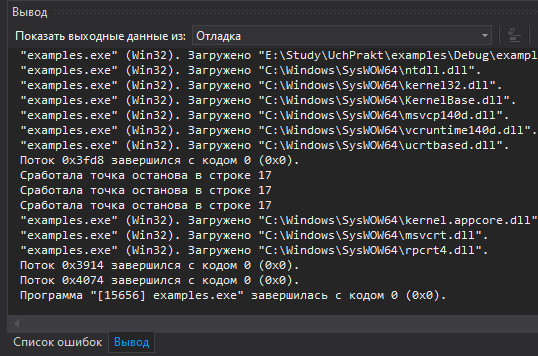 Вывод
Показать выходные данные из: Отладка
"examples.exe" (Win32). Загружено "E:\Study\UchPrakt\examples\Debug\exampl
"examples.exe" (Win32). Загружено "C:\Windows\SysWOW64\ntdll.dll".
"examples.exe" (Win32). Загружено "C:\Windows\SysWOW64\kernel32.dll".
"examples.exe" (Win32). Загружено "C:\Windows\SysWOW64\KernelBase.dll".
"examples.exe" (Win32). Загружено "C:\Windows\SysWOW64\msvcp140d.dll".
"examples.exe" (Win32). Загружено "C:\Windows\SysWOW64\vcruntime140d.dll".
"examples.exe" (Win32). Загружено "C:\Windows\SysWOW64\ucrtbased.dll".
Поток 0x3fd8 завершился с кодом 0 (0x0).
Сработала точка останова в строке 17
Сработала точка останова в строке 17
Сработала точка останова в строке 17
"examples.exe" (Win32). Загружено "C:\Windows\SysWOW64\kernel.appcore.dll"
"examples.exe" (Win32). Загружено "C:\Windows\SysWOW64\msvcrt.dll".
"examples.exe" (Win32). Загружено "C:\Windows\SysWOW64\rpcrt4.dll".
Поток 0x3914 завершился с кодом 0 (0x0).
Поток 0x4074 завершился с кодом 0 (0x0).
Программа "[15656] examples.exe" завершилась с кодом 0 (0x0).
Список ошибок Вывод